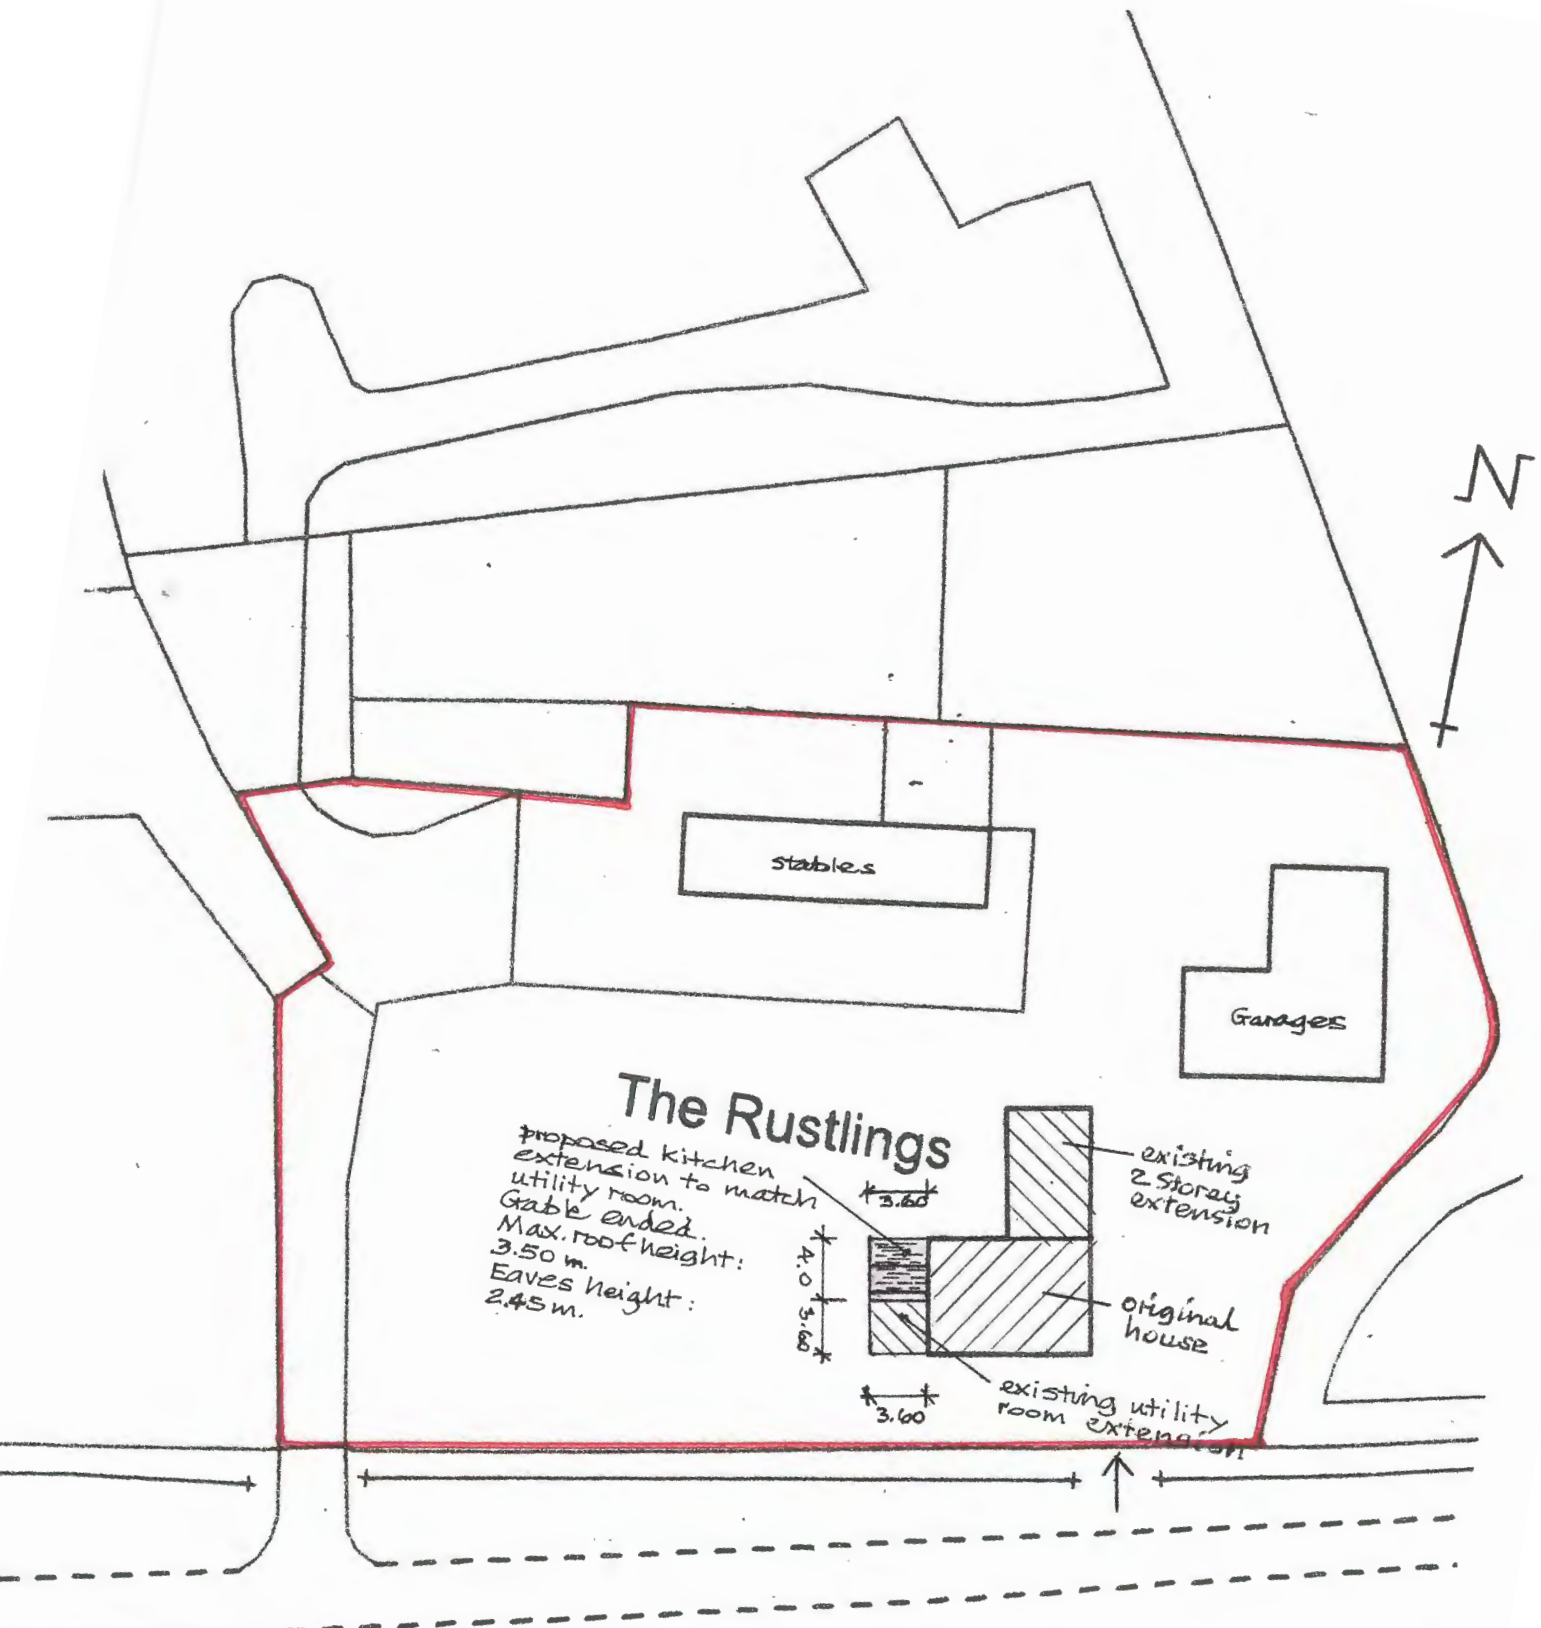 N
stables
Garages
The Rustlings
proposed kitchen
extension to match
utility room.
Gable ended.
Max. roof height:
3.50 m.
Eaves height:
2.45 m.
existing
2 storey
extension
3.60
4.0
3.60
original
house
existing utility
room extension
3.60